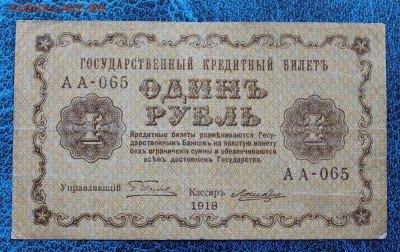 ГОСУДАРСТВЕННЫЙ КРЕДИТНЫЙ БИЛЕТЪ
АА-065
ОДИНЪ
РУБЛЬ
1
1
Кредитные билеты размѣниваются Госу-
дарственнымъ Банкомъ на золотую монету
безъ ограниченія суммы и обезпечиваются
всѣмъ достояніемъ Государства.
АА-065
Управляющій
Кассиръ
1918